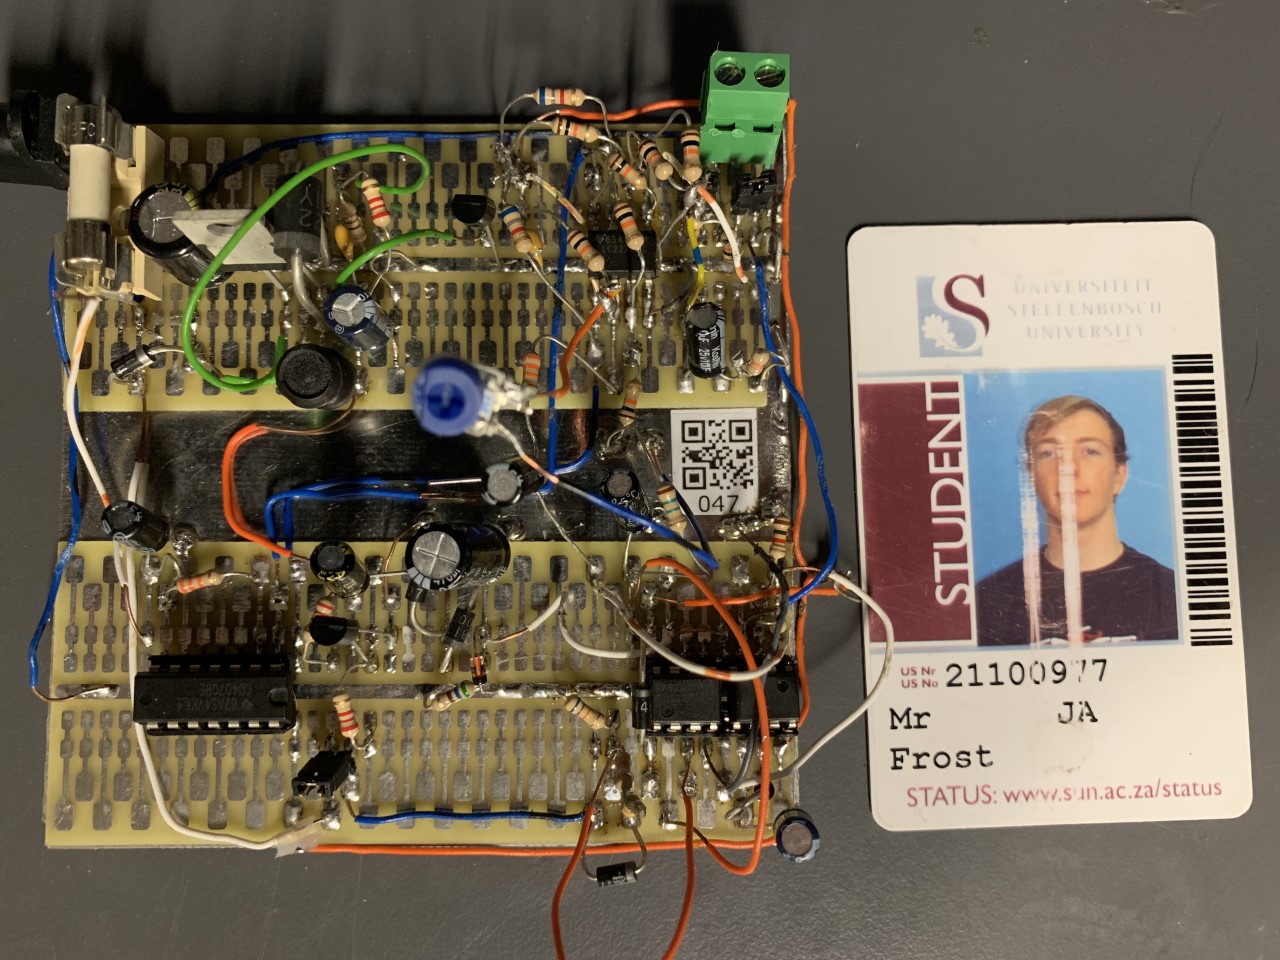 047
CD4070BE
UNIVERSITEIT
STELLENBOSCH
UNIVERSITY
STUDENT
US Nr
US No
21100977
Mr JA
Frost
STATUS: www.sun.ac.za/status